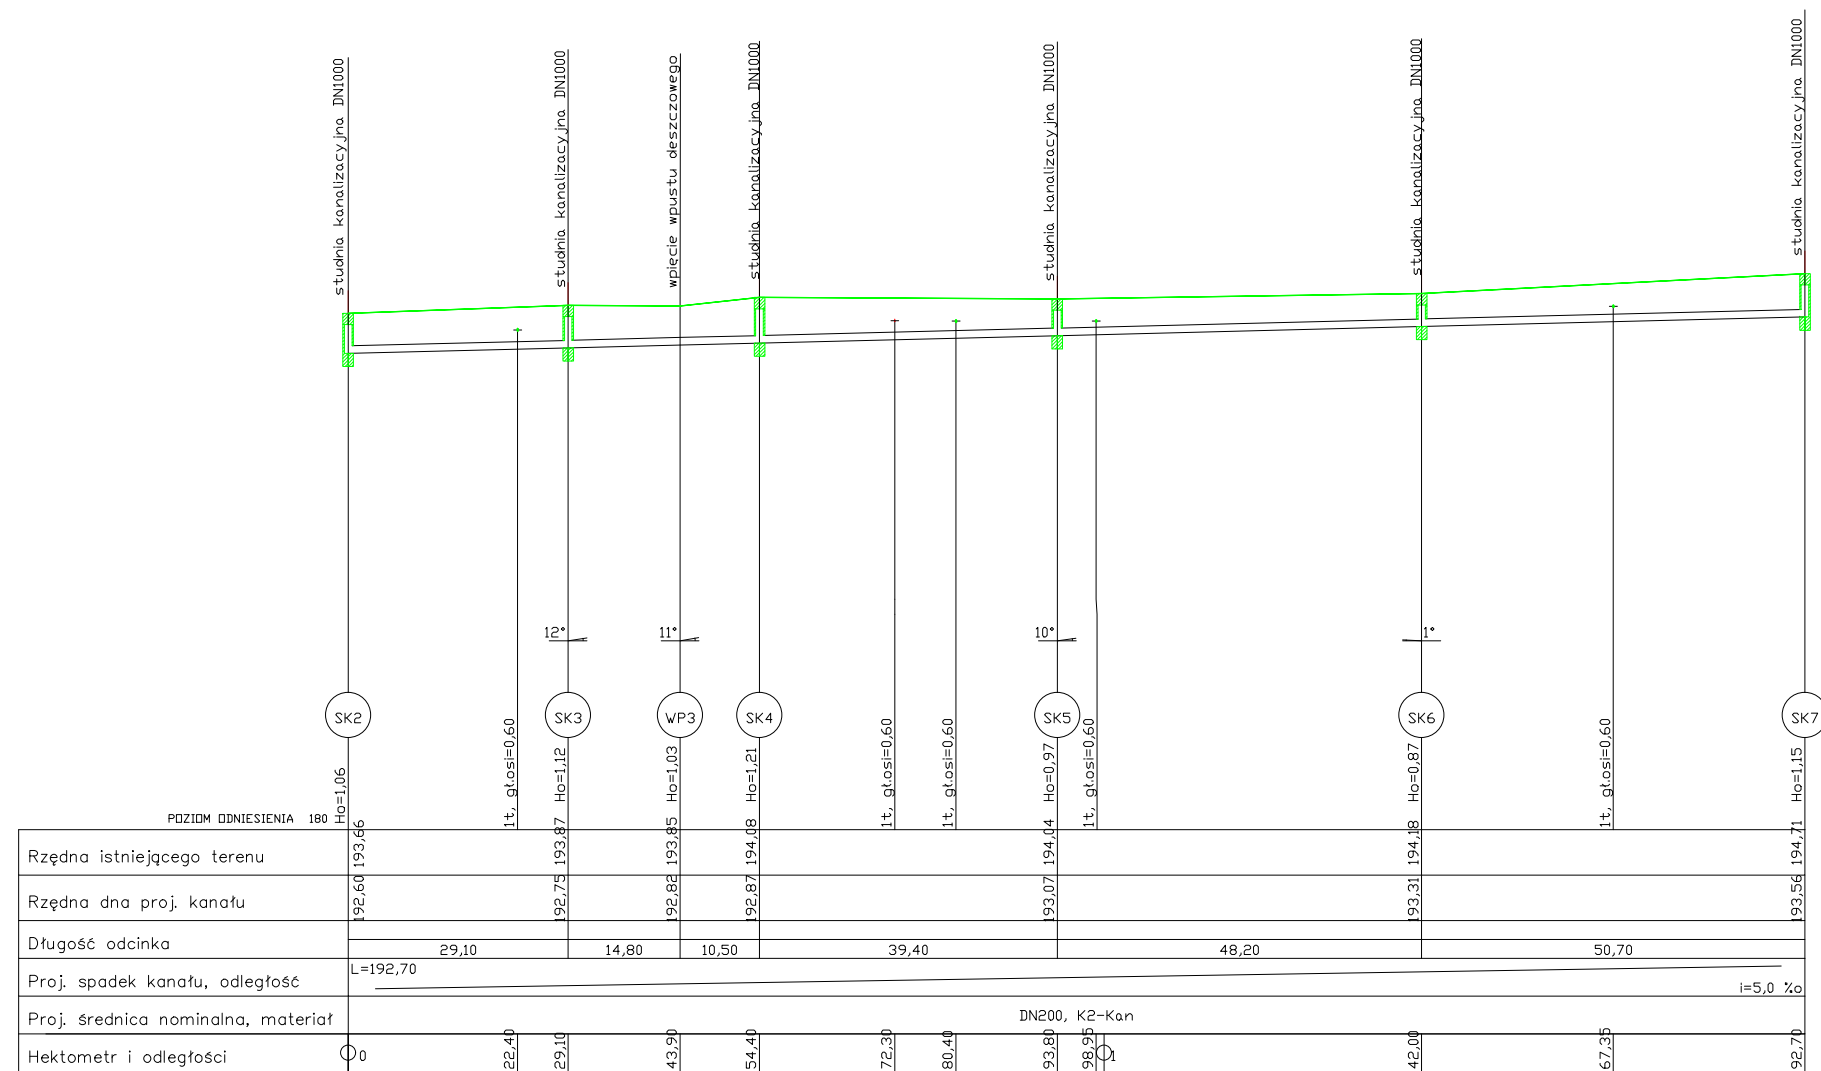 studnia kanalizacyjna DN1000
studnia kanalizacyjna DN1000
wpiecie wpustu deszczowego
studnia kanalizacyjna DN1000
studnia kanalizacyjna DN1000
studnia kanalizacyjna DN1000
studnia kanalizacyjna DN1000
12° 11° 10° 1°
SK2 SK3 WP3 SK4 SK5 SK6 SK7
Ho=1,06
1t, gł.osi=0,60
Ho=1,12
Ho=1,03
Ho=1,21
1t, gł.osi=0,60
1t, gł.osi=0,60
Ho=0,97
1t, gł.osi=0,60
Ho=0,87
1t, gł.osi=0,60
Ho=1,15
POZIOM ODNIESIENIA 180
Rzędna istniejącego terenu 193,66 193,87 193,85 194,08 194,04 194,18 194,71
Rzędna dna proj. kanału 192,60 192,75 192,82 192,87 193,07 193,31 193,56
Długość odcinka 29,10 14,80 10,50 39,40 48,20 50,70
Proj. spadek kanału, odległość L=192,70 i=5,0 ‰
Proj. średnica nominalna, materiał DN200, K2-Kan
Hektometr i odległości 0 22,40 29,10 43,90 54,40 72,30 80,40 93,80 98,95 1 42,00 67,35 92,70